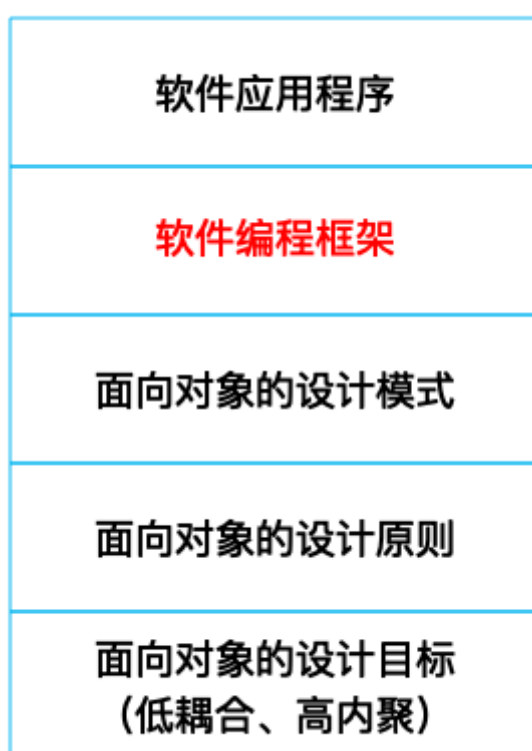 软件应用程序
软件编程框架
面向对象的设计模式
面向对象的设计原则
面向对象的设计目标
（低耦合、高内聚）